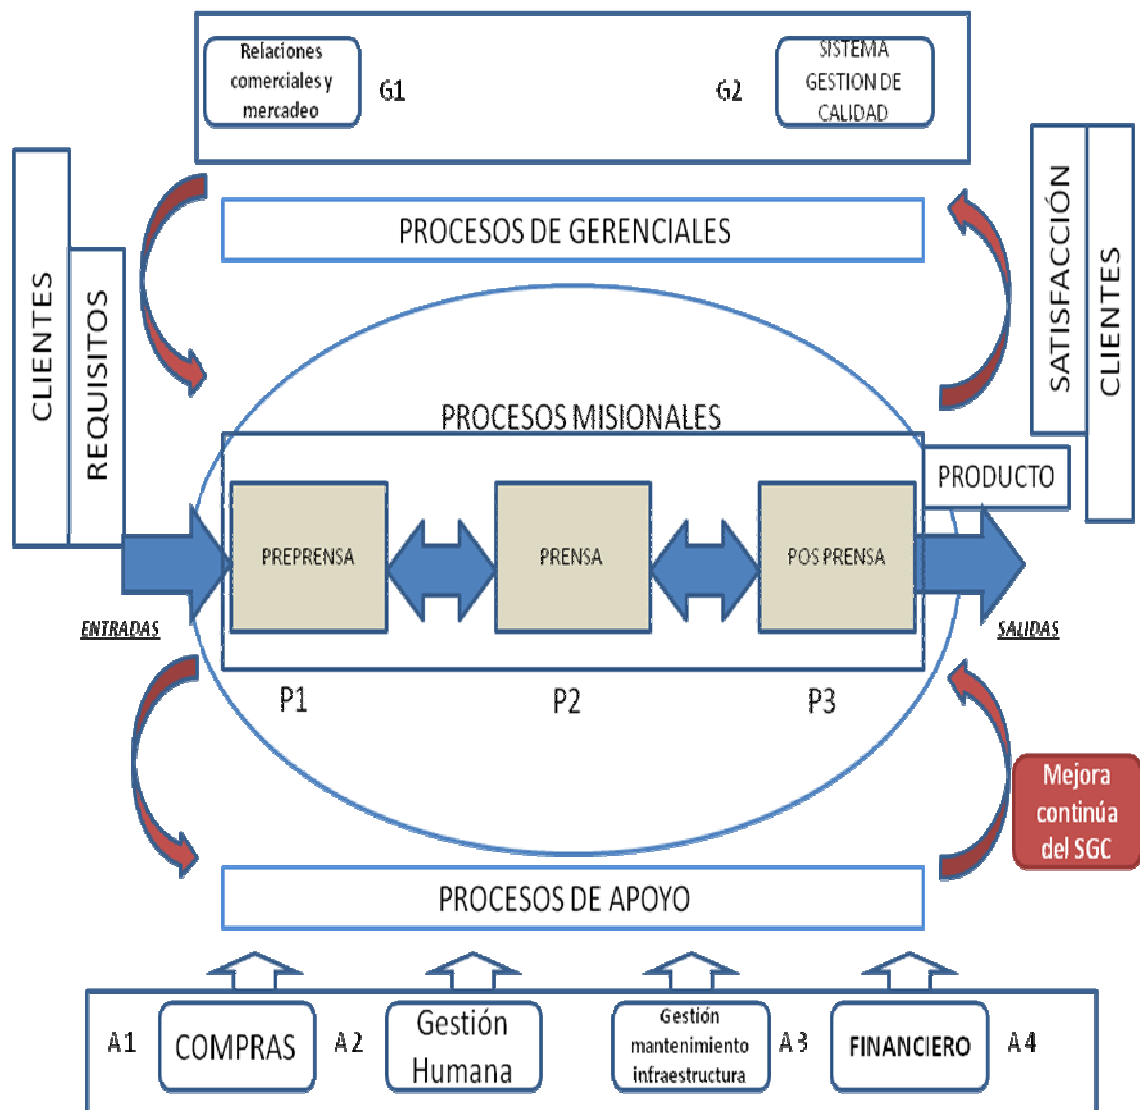 Relaciones
comerciales y
mercadeo
G1
G2
SISTEMA
GESTION DE
CALIDAD
PROCESOS DE GERENCIALES
CLIENTES
REQUISITOS
SATISFACCIÓN
CLIENTES
PROCESOS MISIONALES
PRODUCTO
PREPRENSA
PRENSA
POS PRENSA
ENTRADAS
SALIDAS
P1
P2
P3
Mejora
continúa
del SGC
PROCESOS DE APOYO
A1
COMPRAS
A2
Gestión
Humana
Gestión
mantenimiento
infraestructura
A3
FINANCIERO
A4